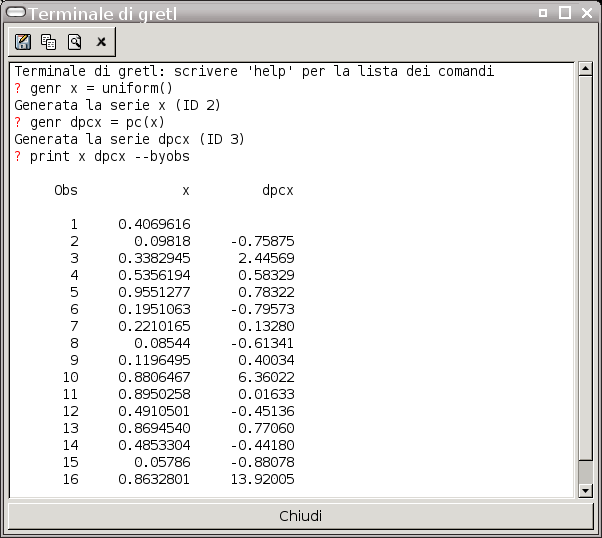 Terminale di gretl
Terminale di gretl: scrivere 'help' per la lista dei comandi
? genr x = uniform()
Generata la serie x (ID 2)
? genr dpcx = pc(x)
Generata la serie dpcx (ID 3)
? print x dpcx --byobs
Obs x dpcx
1 0.4069616
2 0.09818 -0.75875
3 0.3382945 2.44569
4 0.5356194 0.58329
5 0.9551277 0.78322
6 0.1951063 -0.79573
7 0.2210165 0.13280
8 0.08544 -0.61341
9 0.1196495 0.40034
10 0.8806467 6.36022
11 0.8950258 0.01633
12 0.4910501 -0.45136
13 0.8694540 0.77060
14 0.4853304 -0.44180
15 0.05786 -0.88078
16 0.8632801 13.92005
Chiudi